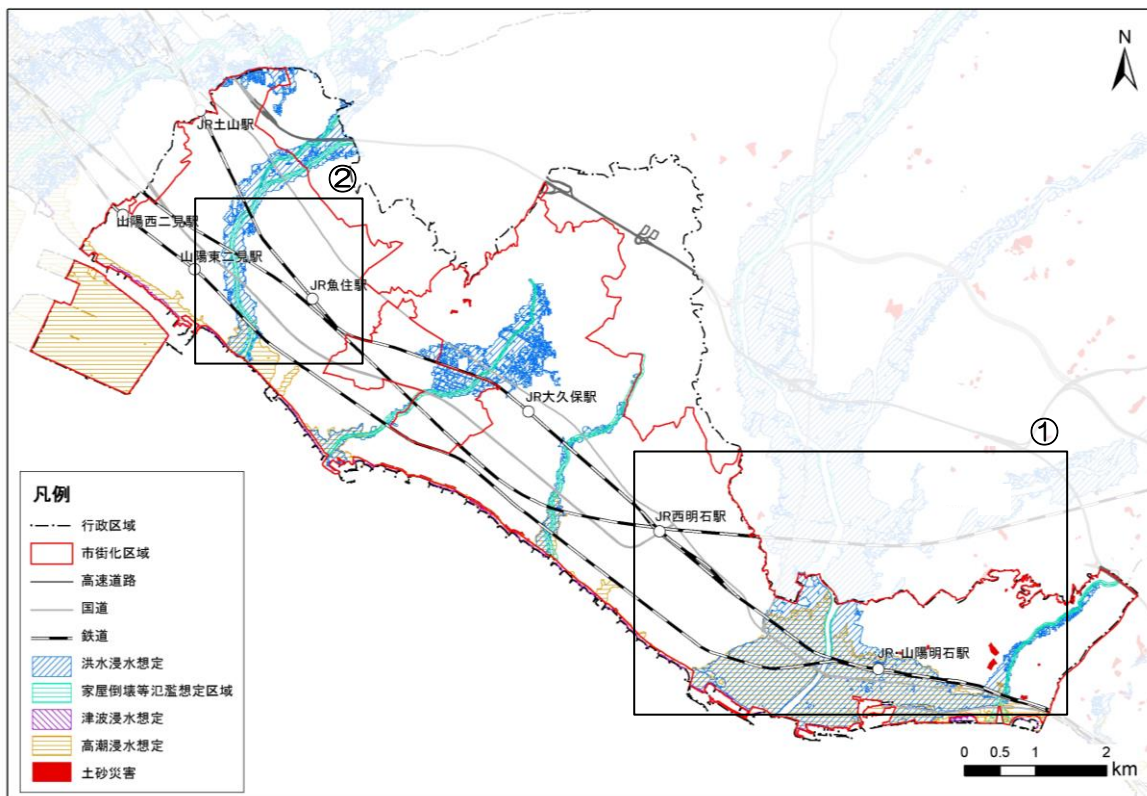 N
JR土山駅
②
山陽西二見駅
山陽東二見駅
JR魚住駅
JR大久保駅
①
JR西明石駅
JR・山陽明石駅
凡例
行政区域
市街化区域
高速道路
国道
鉄道
洪水浸水想定
家屋倒壊等氾濫想定区域
津波浸水想定
高潮浸水想定
土砂災害
0 0.5 1 2
km